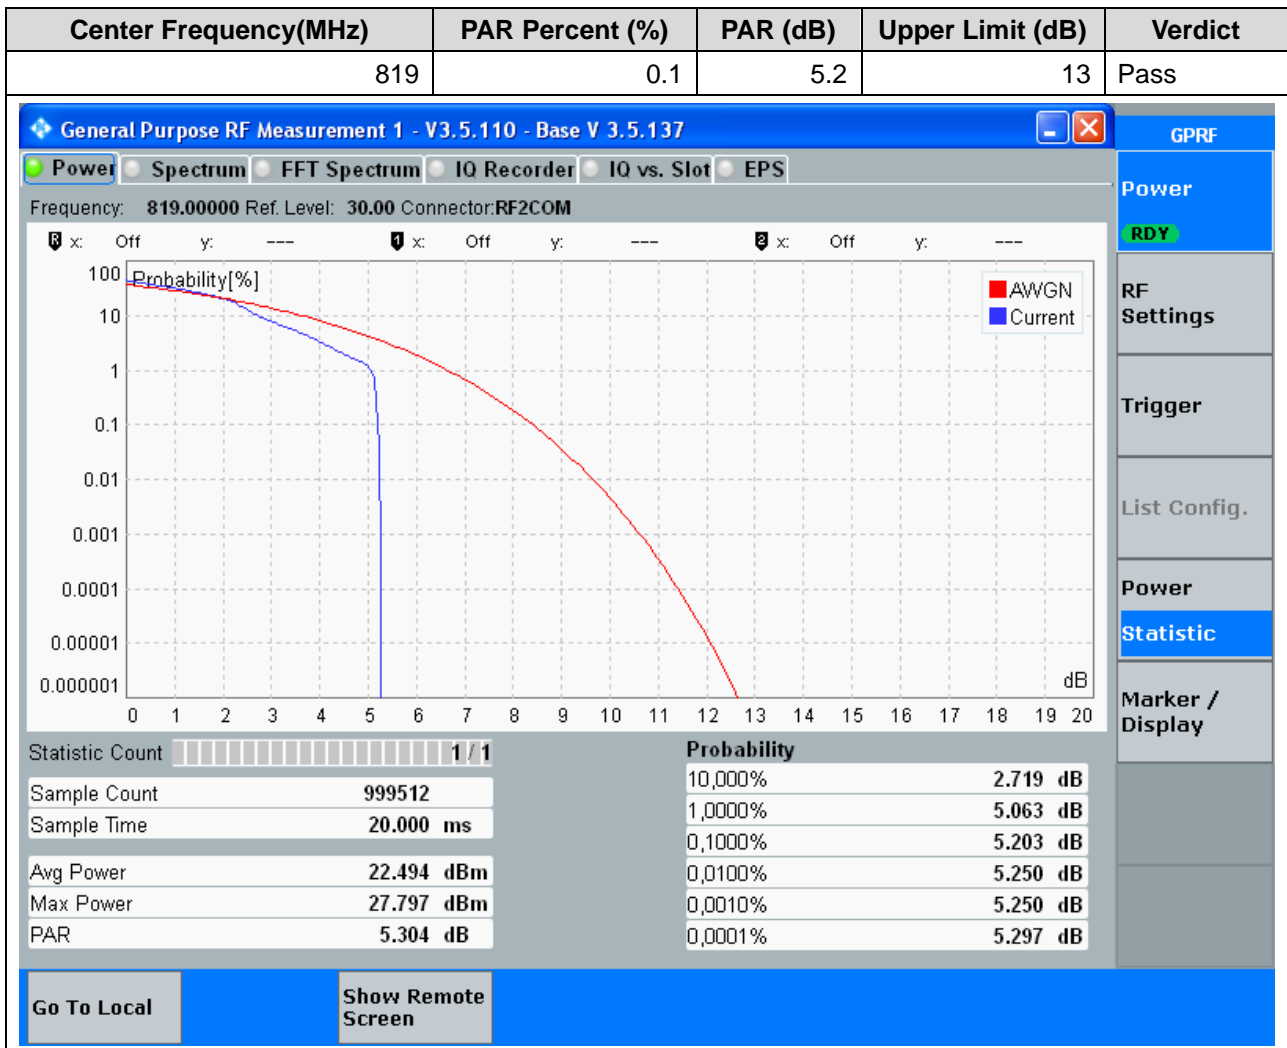 Center Frequency(MHz) PAR Percent (%) PAR (dB) Upper Limit (dB) Verdict
819 0.1 5.2 13 Pass
General Purpose RF Measurement 1 - V3.5.110 - Base V 3.5.137
GPRF
Power Spectrum FFT Spectrum IQ Recorder IQ vs. Slot EPS
Power
RDY
Frequency: 819.00000 Ref. Level: 30.00 Connector:RF2COM
R x: Off y: --- 1 x: Off y: --- 2 x: Off y: ---
Probability[%]
AWGN
Current
100
10
1
0.1
0.01
0.001
0.0001
0.00001
0.000001
dB
0 1 2 3 4 5 6 7 8 9 10 11 12 13 14 15 16 17 18 19 20
RF
Settings
Trigger
List Config.
Power
Statistic
Marker /
Display
Statistic Count 1 / 1
Sample Count 999512
Sample Time 20.000 ms
Avg Power 22.494 dBm
Max Power 27.797 dBm
PAR 5.304 dB
Probability
10,000% 2.719 dB
1,0000% 5.063 dB
0,1000% 5.203 dB
0,0100% 5.250 dB
0,0010% 5.250 dB
0,0001% 5.297 dB
Go To Local
Show Remote
Screen